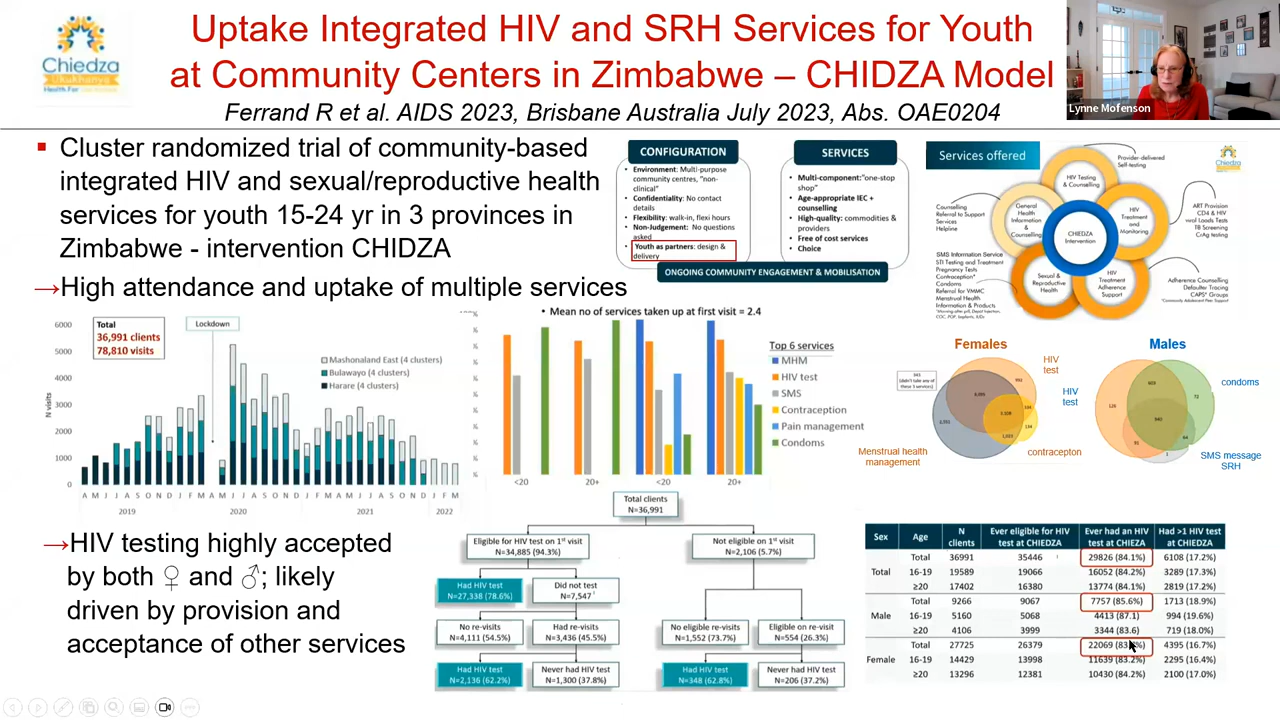 Uptake Integrated HIV and SRH Services for Youth
at Community Centers in Zimbabwe – CHIDZA Model
Ferrand R et al. AIDS 2023, Brisbane Australia July 2023, Abs. OAE0204
Chiedza
Lynne Mofenson
▪ Cluster randomized trial of community-based
integrated HIV and sexual/reproductive health
services for youth 15-24 yr in 3 provinces in
Zimbabwe - intervention CHIDZA
→High attendance and uptake of multiple services
CONFIGURATION
• Environment: Multi-purpose
community centres, "non-
clinical"
• Confidentiality: No contact
details
• Flexibility: walk-in, flexi hours
• Non-Judgement: No questions
asked
• Youth as partners: design &
delivery
SERVICES
• Multi-component:"one-stop
shop"
• Age-appropriate IEC +
counselling
• High-quality: commodities &
providers
• Free of cost services
• Choice
ONGOING COMMUNITY ENGAGEMENT & MOBILISATION
Services offered
Provider-delivered
Self-testing
HIV Testing
& Counselling
Counselling
Referral to Support
Services
Helpline
General
Health
Information
&
Counselling
HIV
Treatment
and
Monitoring
ART Provision
CD4 & HIV
viral Loads Tests
TB Screening
CrAg testing
CHIEDZA
Intervention
SMS Information Service
STI Testing and Treatment
Pregnancy Tests
Contraception*
Condoms
Referral for VMMC
Menstrual Health
Information & Products
Sexual &
Reproductive
Health
HIV
Treatment
Adherence
Support
Adherence Counselling
Defaulter Tracing
CAPS* Groups
Total
36,991 clients
78,810 visits
Lockdown
Mashonaland East (4 clusters)
Bulawayo (4 clusters)
Harare (4 clusters)
N visits
6000
5000
4000
3000
2000
1000
0
A M J J A S O N D J F M A M J J A S O N D J F M A M J J A S O N D J F M
2019 2020 2021 2022
• Mean no of services taken up at first visit = 2.4
Top 6 services
MHM
HIV test
SMS
Contraception
Pain management
Condoms
<20 20+ <20 20+
Females
Males
HIV
test
HIV
test
condoms
Menstrual health
management
contracepton
SMS message
SRH
→HIV testing highly accepted
by both ♀ and ♂; likely
driven by provision and
acceptance of other services
Total clients
N=36,991
Eligible for HIV test on 1st visit
N=34,885 (94.3%)
Not eligible on 1st visit
N=2,106 (5.7%)
Had HIV test
N=27,338 (78.6%)
Did not test
N=7,547
No re-visits
N=4,111 (54.5%)
Had re-visits
N=3,436 (45.5%)
No eligible re-visits
N=1,552 (73.7%)
Eligible on re-visit
N=554 (26.3%)
Had HIV test
N=2,136 (62.2%)
Never had HIV test
N=1,300 (37.8%)
Had HIV test
N=348 (62.8%)
Never had HIV test
N=206 (37.2%)
Sex Age N clients Ever eligible for HIV test at CHIEDZA Ever had an HIV test at CHIEZA Had >1 HIV test at CHIEDZA
Total 36991 35446 29826 (84.1%) 6108 (17.2%)
Total 16-19 19589 19066 16052 (84.2%) 3289 (17.3%)
≥20 17402 16380 13774 (84.1%) 2819 (17.2%)
Total 9266 9067 7757 (85.6%) 1713 (18.9%)
Male 16-19 5160 5068 4413 (87.1) 994 (19.6%)
≥20 4106 3999 3344 (83.6) 719 (18.0%)
Total 27725 26379 22069 4395 (16.7%)
Female 16-19 14429 13998 11639 (83.2%) 2295 (16.4%)
≥20 13296 12381 10430 (84.2%) 2100 (17.0%)